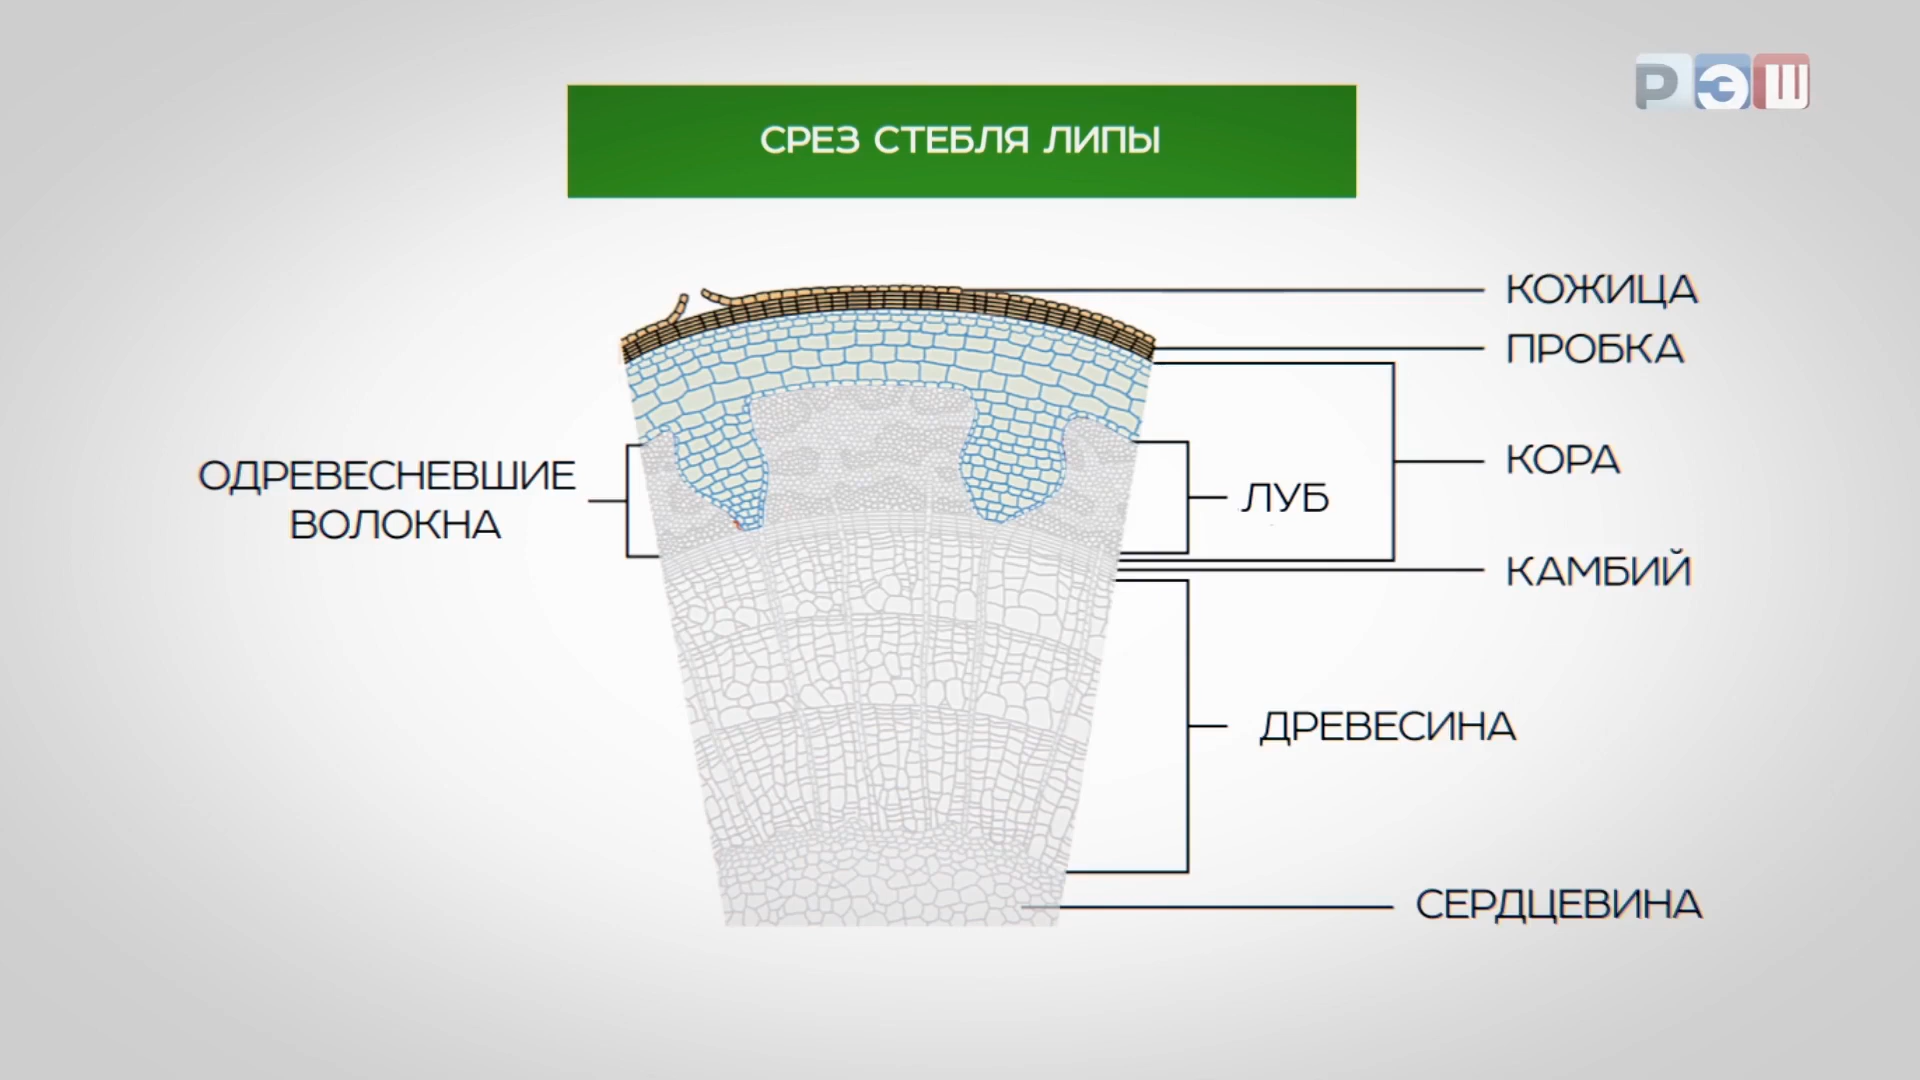 РЭШ
СРЕЗ СТЕБЛЯ ЛИПЫ
КОЖИЦА
ПРОБКА
КОРА
ОДРЕВЕСНЕВШИЕ
ВОЛОКНА
ЛУБ
КАМБИЙ
ДРЕВЕСИНА
СЕРДЦЕВИНА